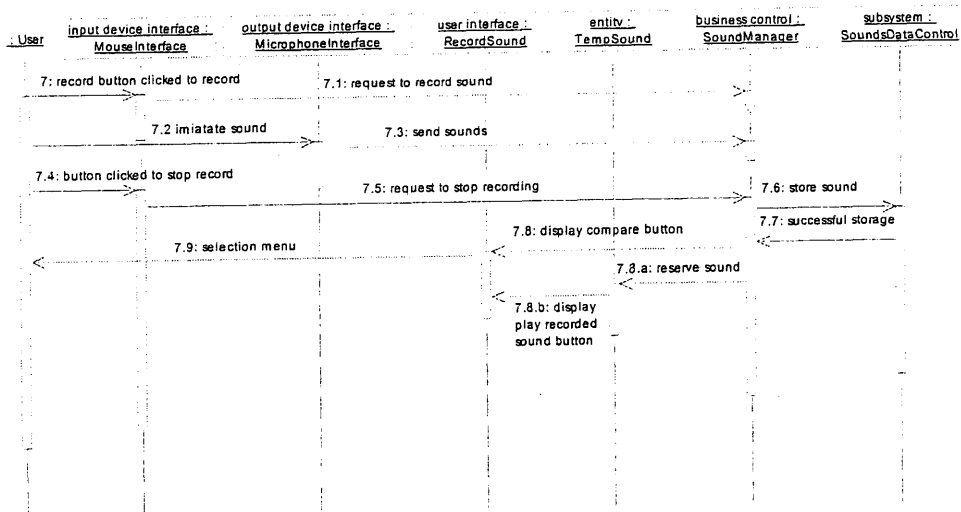 : User
input device interface :
MouseInterface
output device interface :
MicrophoneInterface
user interface :
RecordSound
entity :
TempSound
business control :
SoundManager
subsystem :
SoundsDataControl
7: record button clicked to record
7.1: request to record sound
7.2 imiatate sound
7.3: send sounds
7.4: button clicked to stop record
7.5: request to stop recording
7.6: store sound
7.7: successful storage
7.8: display compare button
7.9: selection menu
7.8.a: reserve sound
7.8.b: display
play recorded
sound button